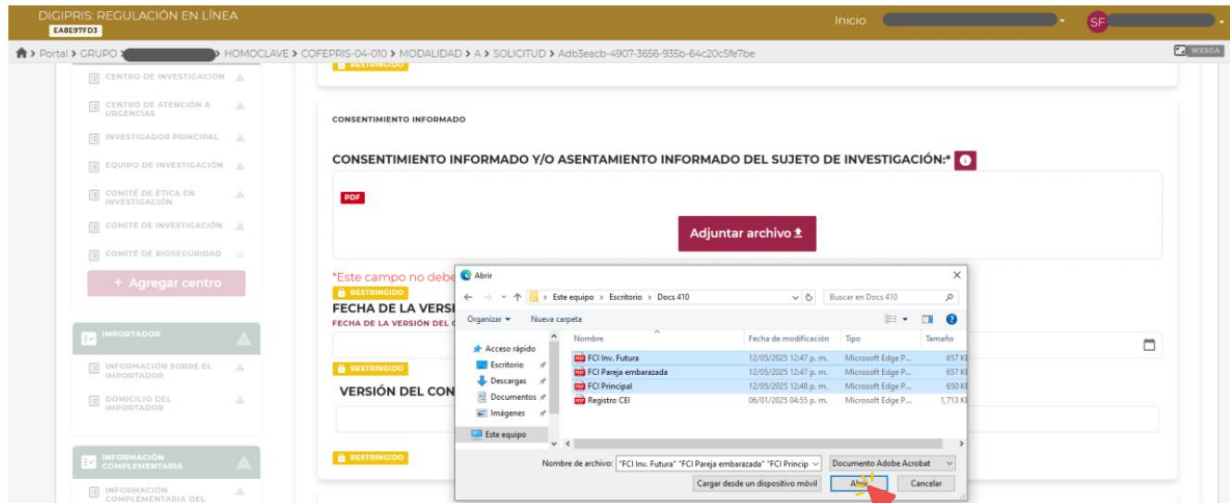 DIGIPRIS: REGULACIÓN EN LÍNEA
EA8E97FD3
Inicio
SF
Portal > GRUPO > HOMOCLAVE > COFEPRIS-04-010 > MODALIDAD > A > SOLICITUD > Adb3eacb-4907-3656-935b-64c20c5fe7be
WXSGA
CENTRO DE INVESTIGACIÓN
CENTRO DE ATENCIÓN A
URGENCIAS
INVESTIGADOR PRINCIPAL
EQUIPO DE INVESTIGACIÓN
COMITÉ DE ÉTICA EN
INVESTIGACIÓN
COMITÉ DE INVESTIGACIÓN
COMITÉ DE BIOSEGURIDAD
+ Agregar centro
IMPORTADOR
INFORMACIÓN SOBRE EL
IMPORTADOR
DOMICILIO DEL
IMPORTADOR
INFORMACIÓN
COMPLEMENTARIA
INFORMACIÓN
COMPLEMENTARIA DEL
RESTRINGIDO
CONSENTIMIENTO INFORMADO
CONSENTIMIENTO INFORMADO Y/O ASENTAMIENTO INFORMADO DEL SUJETO DE INVESTIGACIÓN:*
PDF
Adjuntar archivo
*Este campo no debe
RESTRINGIDO
FECHA DE LA VERSI
FECHA DE LA VERSIÓN DEL C
RESTRINGIDO
VERSIÓN DEL CON
RESTRINGIDO
Abrir
Este equipo > Escritorio > Docs 410
Buscar en Docs 410
Organizar
Nueva carpeta
Acceso rápido
Escritorio
Descargas
Documentos
Imágenes
Este equipo
Nombre Fecha de modificación Tipo Tamaño
FCI Inv. Futura 12/05/2025 12:47 p. m. Microsoft Edge P... 657 KB
FCI Pareja embarazada 12/05/2025 12:47 p. m. Microsoft Edge P... 657 KB
FCI Principal 12/05/2025 12:48 p. m. Microsoft Edge P... 650 KB
Registro CEI 06/01/2025 04:55 p. m. Microsoft Edge P... 1,713 KB
Nombre de archivo: "FCI Inv. Futura" "FCI Pareja embarazada" "FCI Princip
Documento Adobe Acrobat
Cargar desde un dispositivo móvil
Abrir
Cancelar